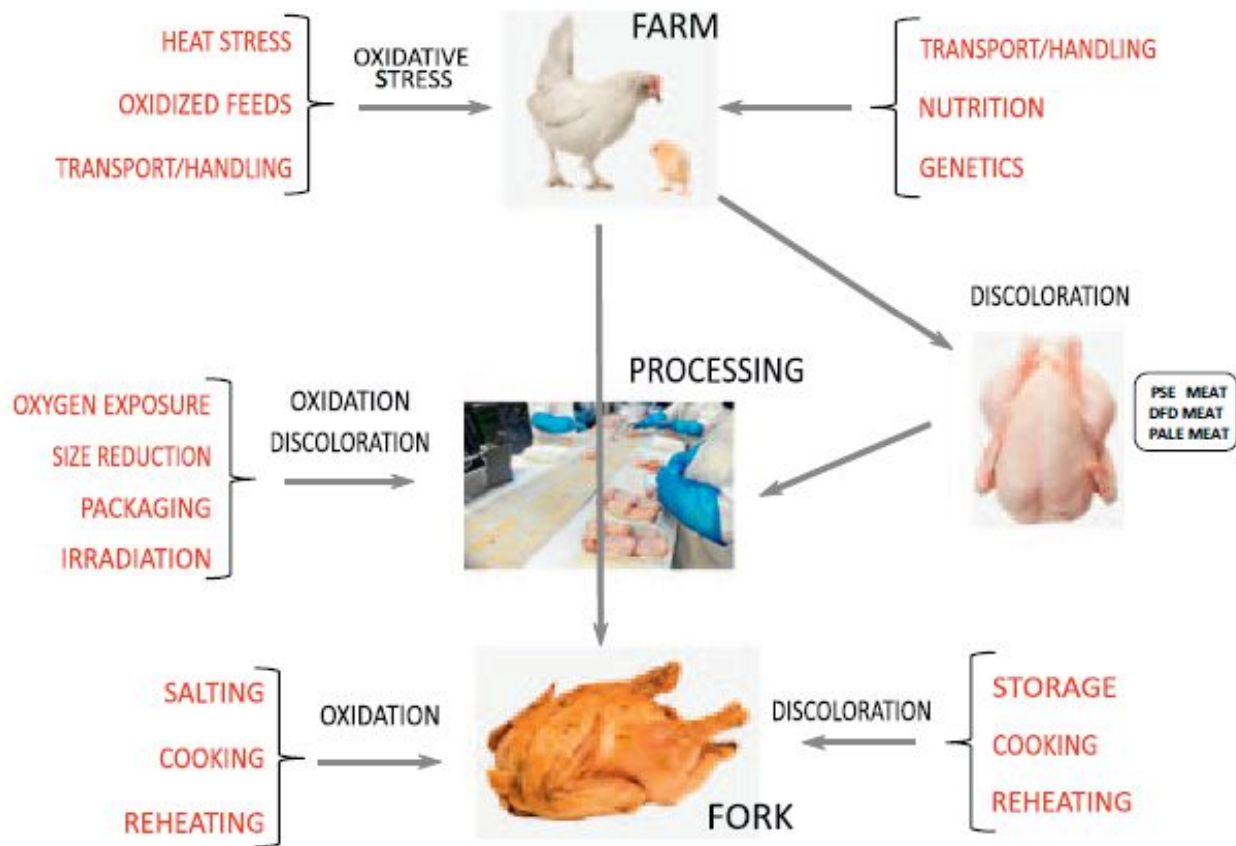 FARM
HEAT STRESS
OXIDIZED FEEDS
TRANSPORT/HANDLING
OXIDATIVE
STRESS
TRANSPORT/HANDLING
NUTRITION
GENETICS
DISCOLORATION
PSE MEAT
DFD MEAT
PALE MEAT
PROCESSING
OXYGEN EXPOSURE
SIZE REDUCTION
PACKAGING
IRRADIATION
OXIDATION
DISCOLORATION
SALTING
COOKING
REHEATING
OXIDATION
DISCOLORATION
STORAGE
COOKING
REHEATING
FORK